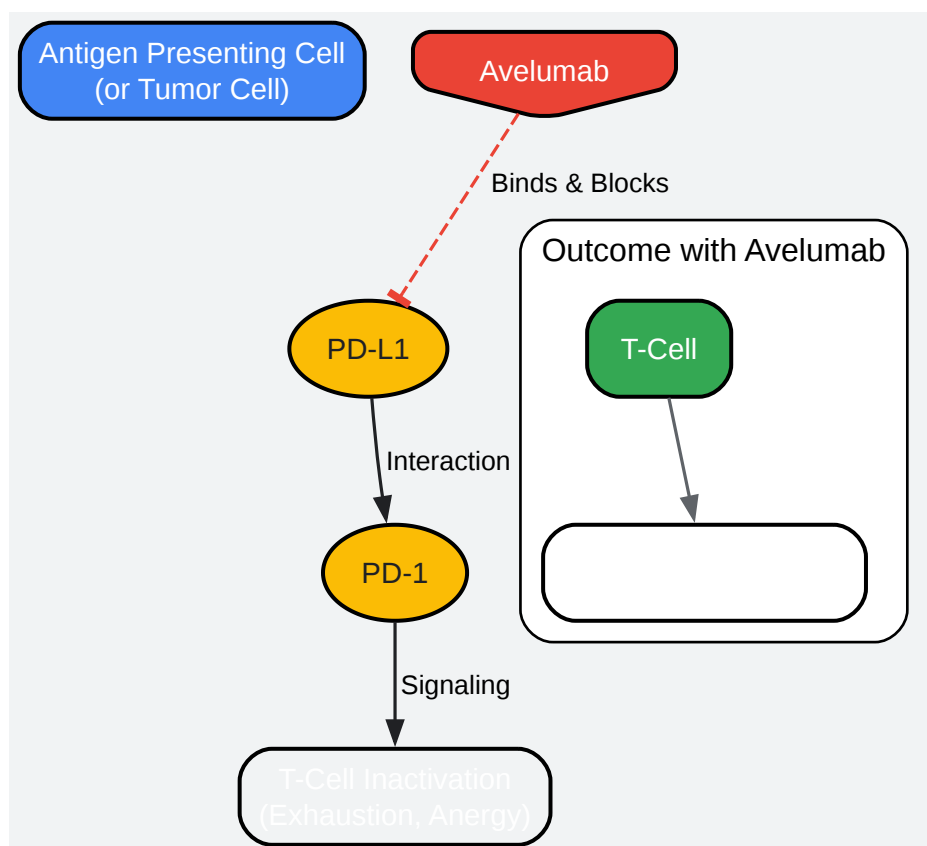 Antigen Presenting Cell
(or Tumor Cell)
Avelumab
Binds & Blocks
Outcome with Avelumab
PD-L1
T-Cell
Interaction
PD-1
Signaling
T-Cell Inactivation
(Exhaustion, Anergy)